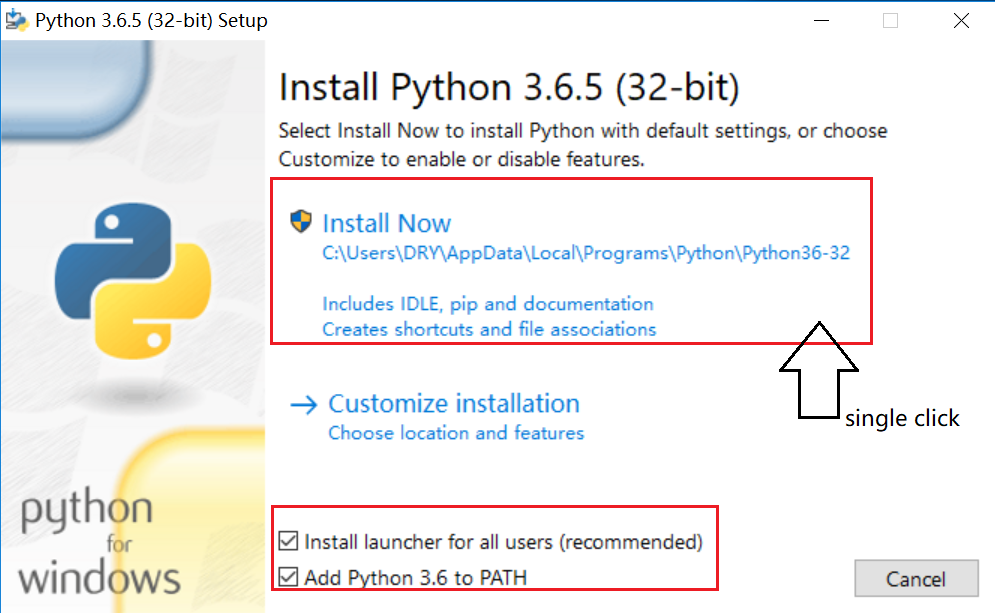 Python 3.6.5 (32-bit) Setup
Install Python 3.6.5 (32-bit)
Select Install Now to install Python with default settings, or choose
Customize to enable or disable features.
Install Now
C:\Users\DRY\AppData\Local\Programs\Python\Python36-32
Includes IDLE, pip and documentation
Creates shortcuts and file associations
Customize installation
Choose location and features
single click
python
for
windows
Install launcher for all users (recommended)
Add Python 3.6 to PATH
Cancel